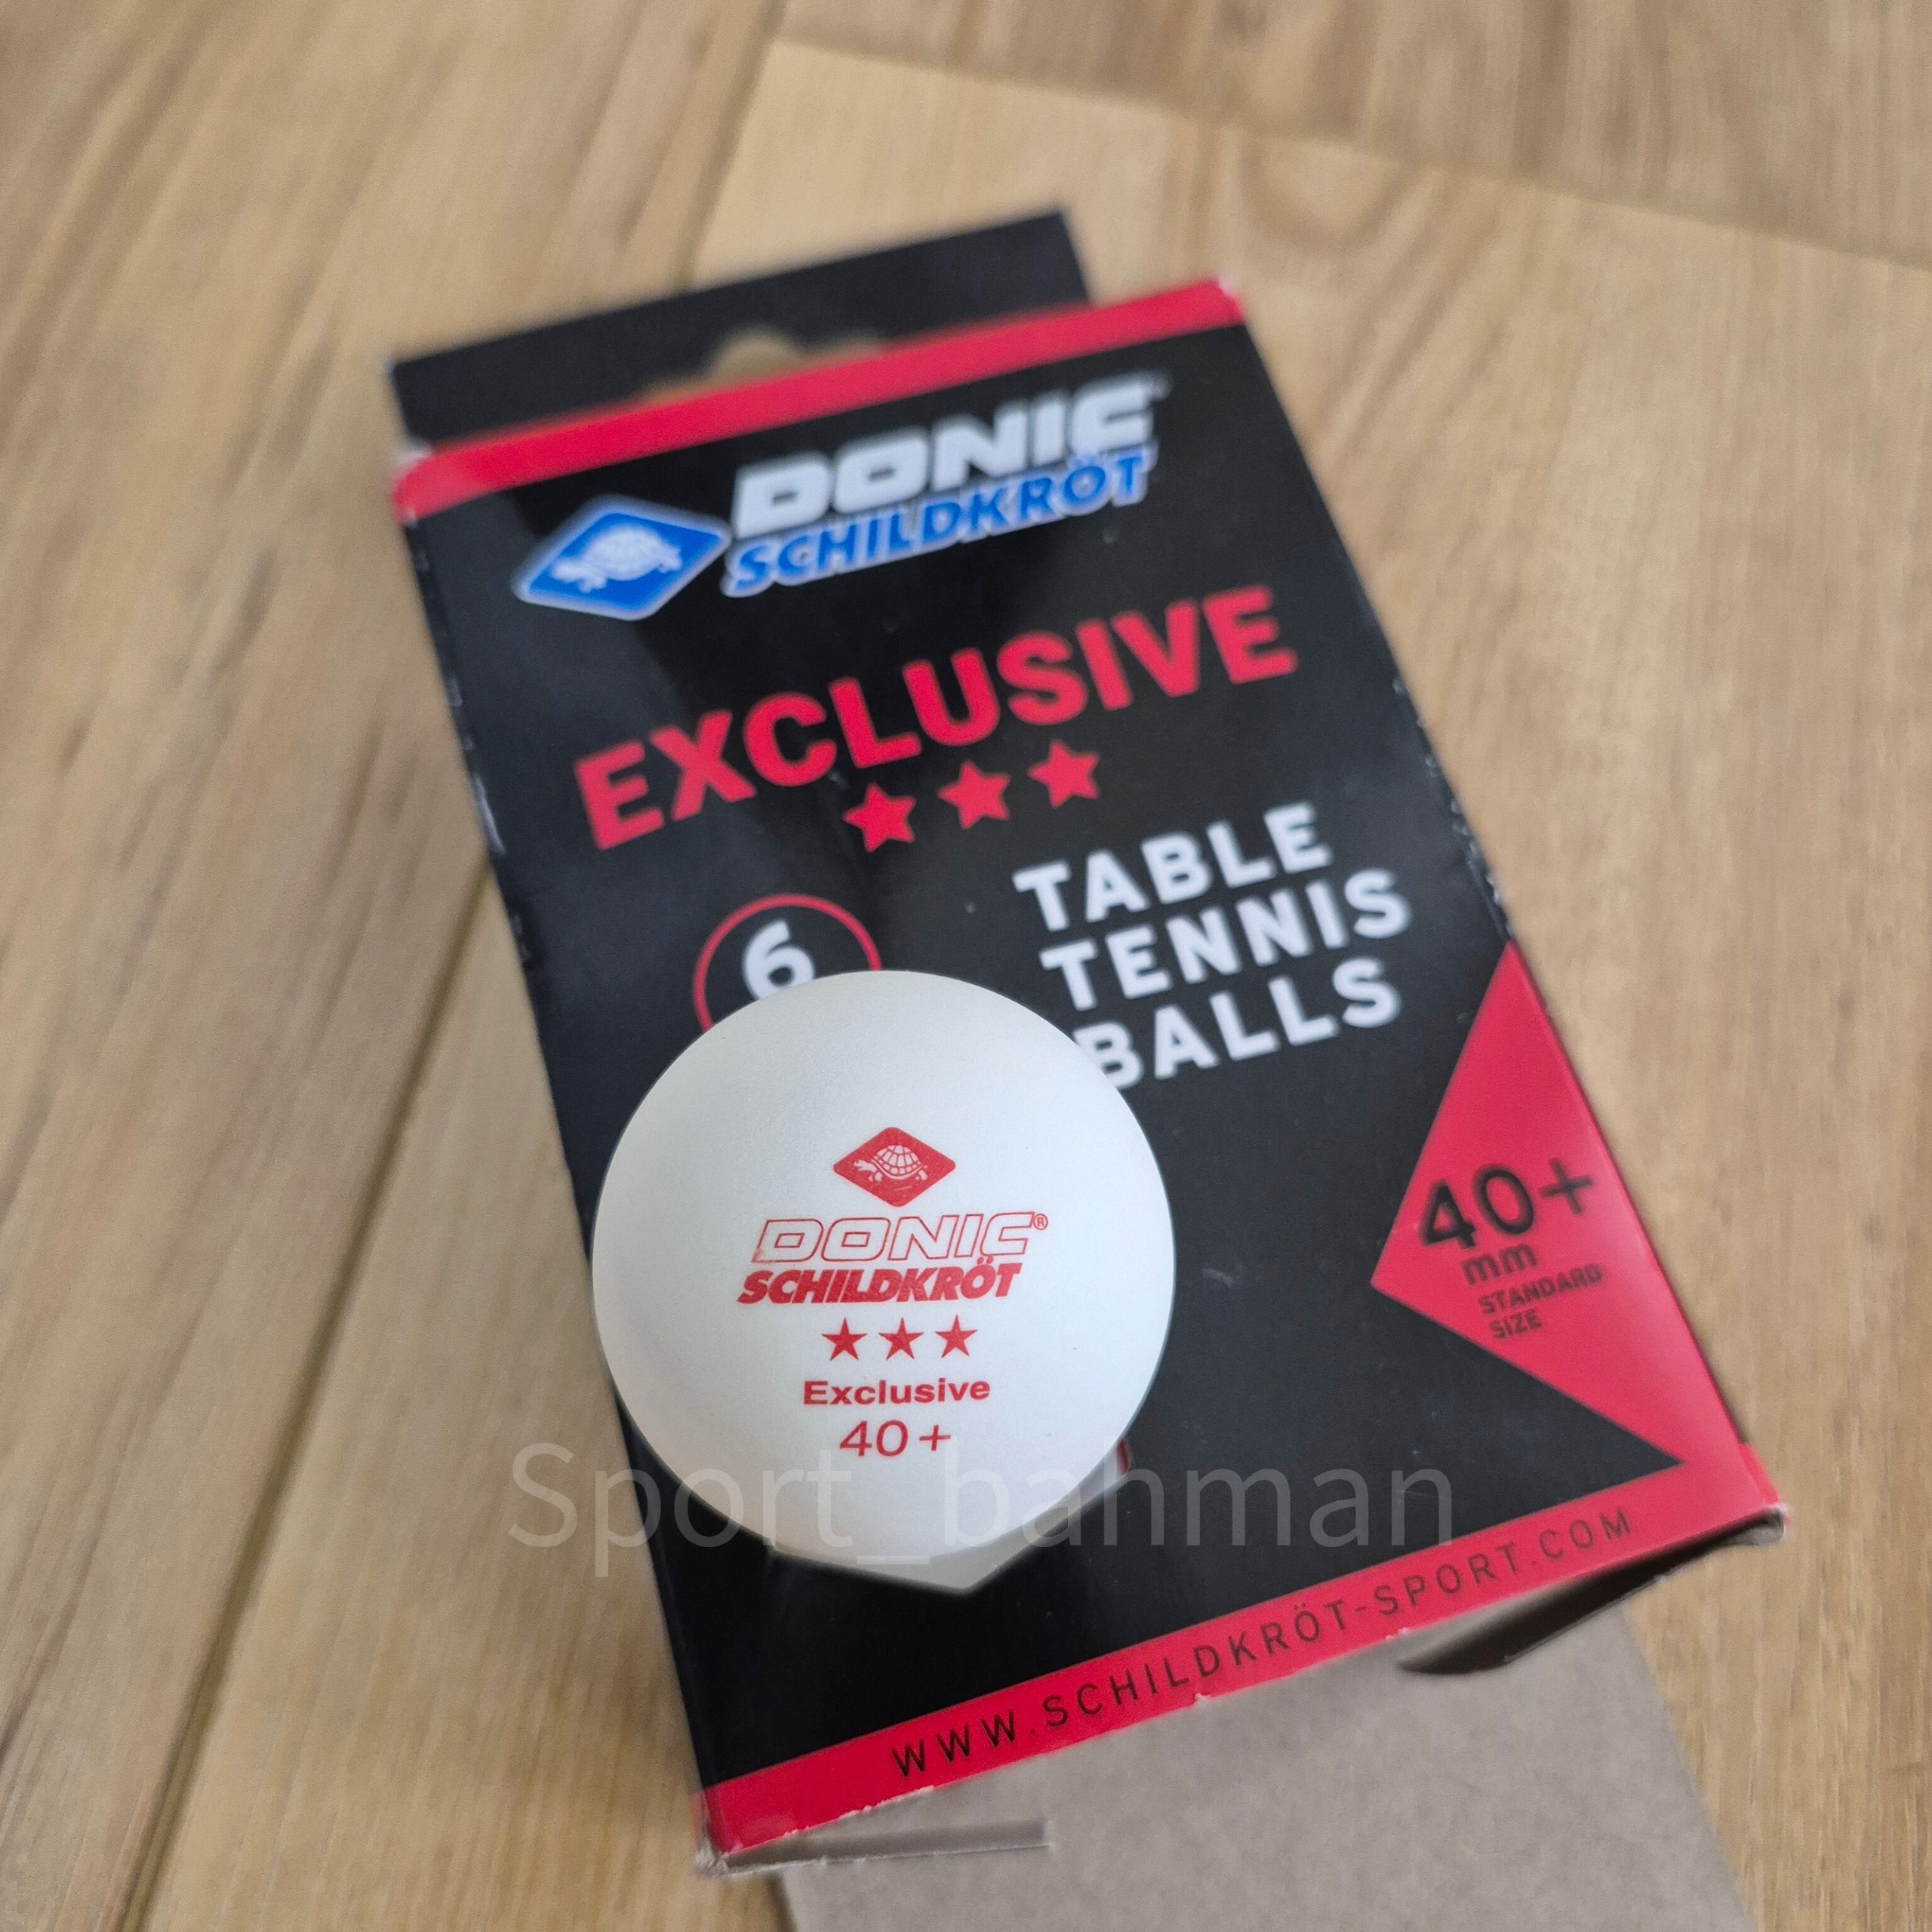 DONIC
SCHILDKRÖT
EXCLUSIVE
6
TABLE
TENNIS
BALLS
40+
mm
STANDARD
SIZE
DONIC®
SCHILDKRÖT
Exclusive
40+
Sport_bahman
WWW.SCHILDKRÖT-SPORT.COM